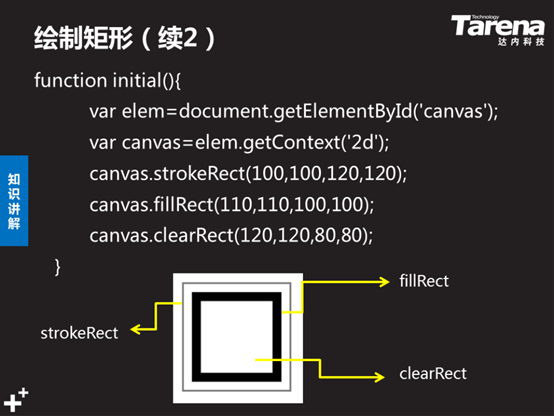 绘制矩形（续2）
Technology
Tarena
达内科技
function initial(){
var elem=document.getElementById('canvas');
var canvas=elem.getContext('2d');
canvas.strokeRect(100,100,120,120);
canvas.fillRect(110,110,100,100);
canvas.clearRect(120,120,80,80);
}
知识讲解
fillRect
strokeRect
clearRect